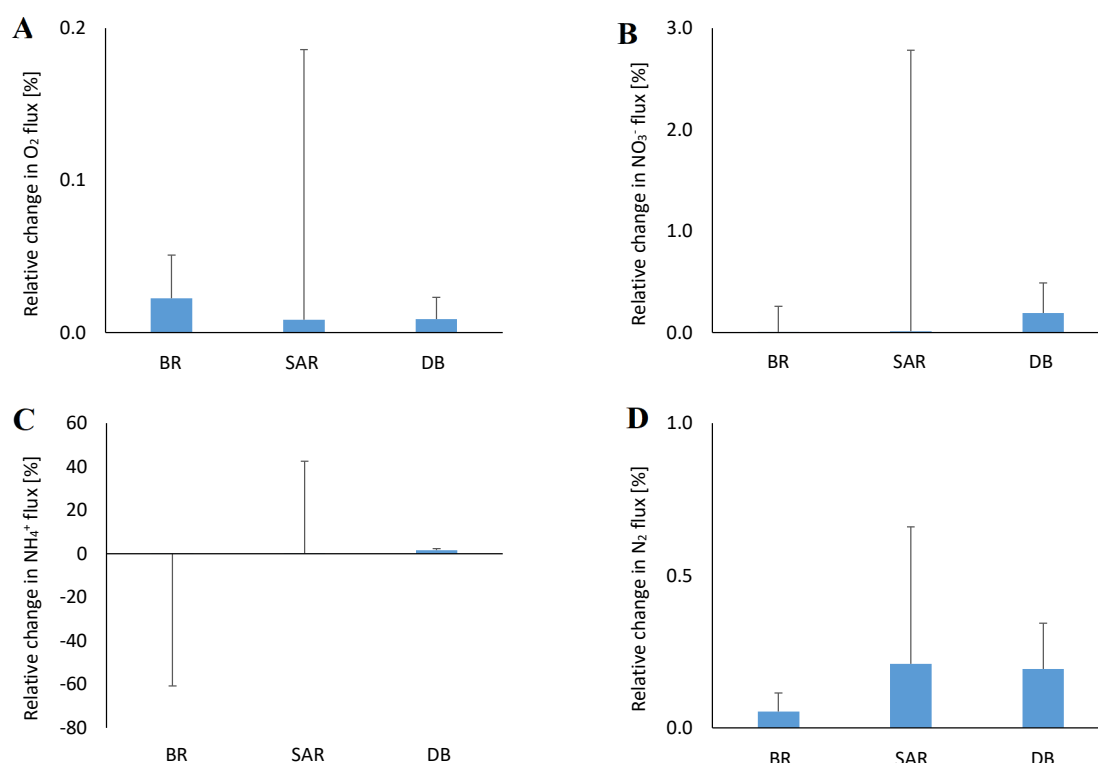 A
Relative change in O₂ flux [%]
0.2
0.1
0.0
BR SAR DB
B
Relative change in NO₃⁻ flux [%]
3.0
2.0
1.0
0.0
BR SAR DB
C
Relative change in NH₄⁺ flux [%]
60
40
20
0
-20
-40
-60
-80
BR SAR DB
D
Relative change in N₂ flux [%]
1.0
0.5
0.0
BR SAR DB